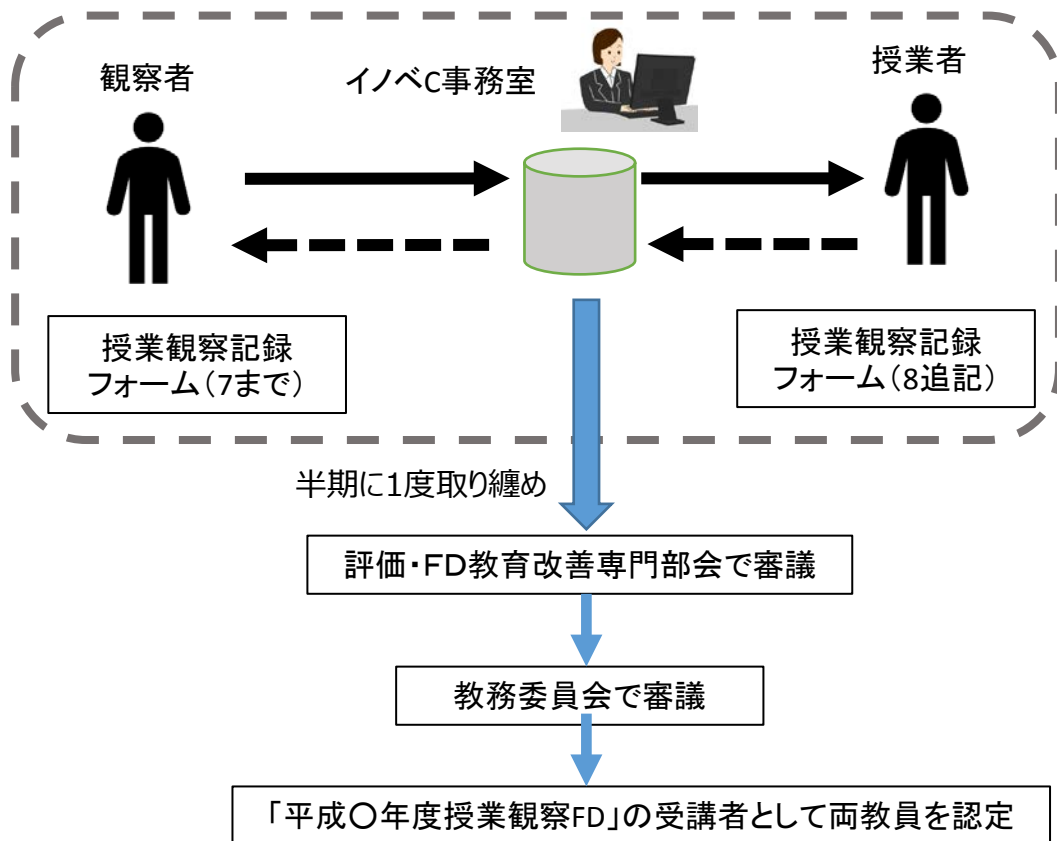 観察者
イノベC事務室
授業者
授業観察記録
フォーム(7まで)
授業観察記録
フォーム(8追記)
半期に1度取り纏め
評価・FD教育改善専門部会で審議
教務委員会で審議
「平成〇年度授業観察FD」の受講者として両教員を認定